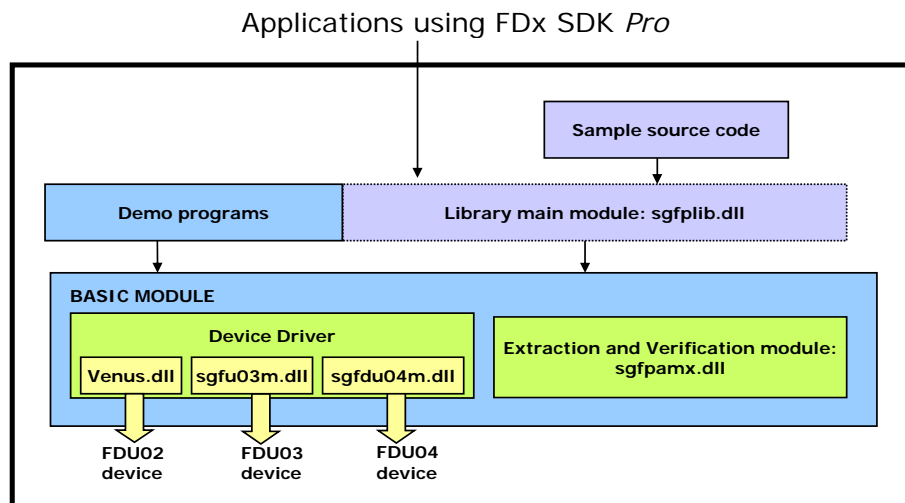 Applications using FDx SDK Pro
Sample source code
Demo programs
Library main module: sgfplib.dll
BASIC MODULE
Device Driver
Venus.dll
sgfu03m.dll
sgfdu04m.dll
Extraction and Verification module:
sgfpamx.dll
FDU02
device
FDU03
device
FDU04
device